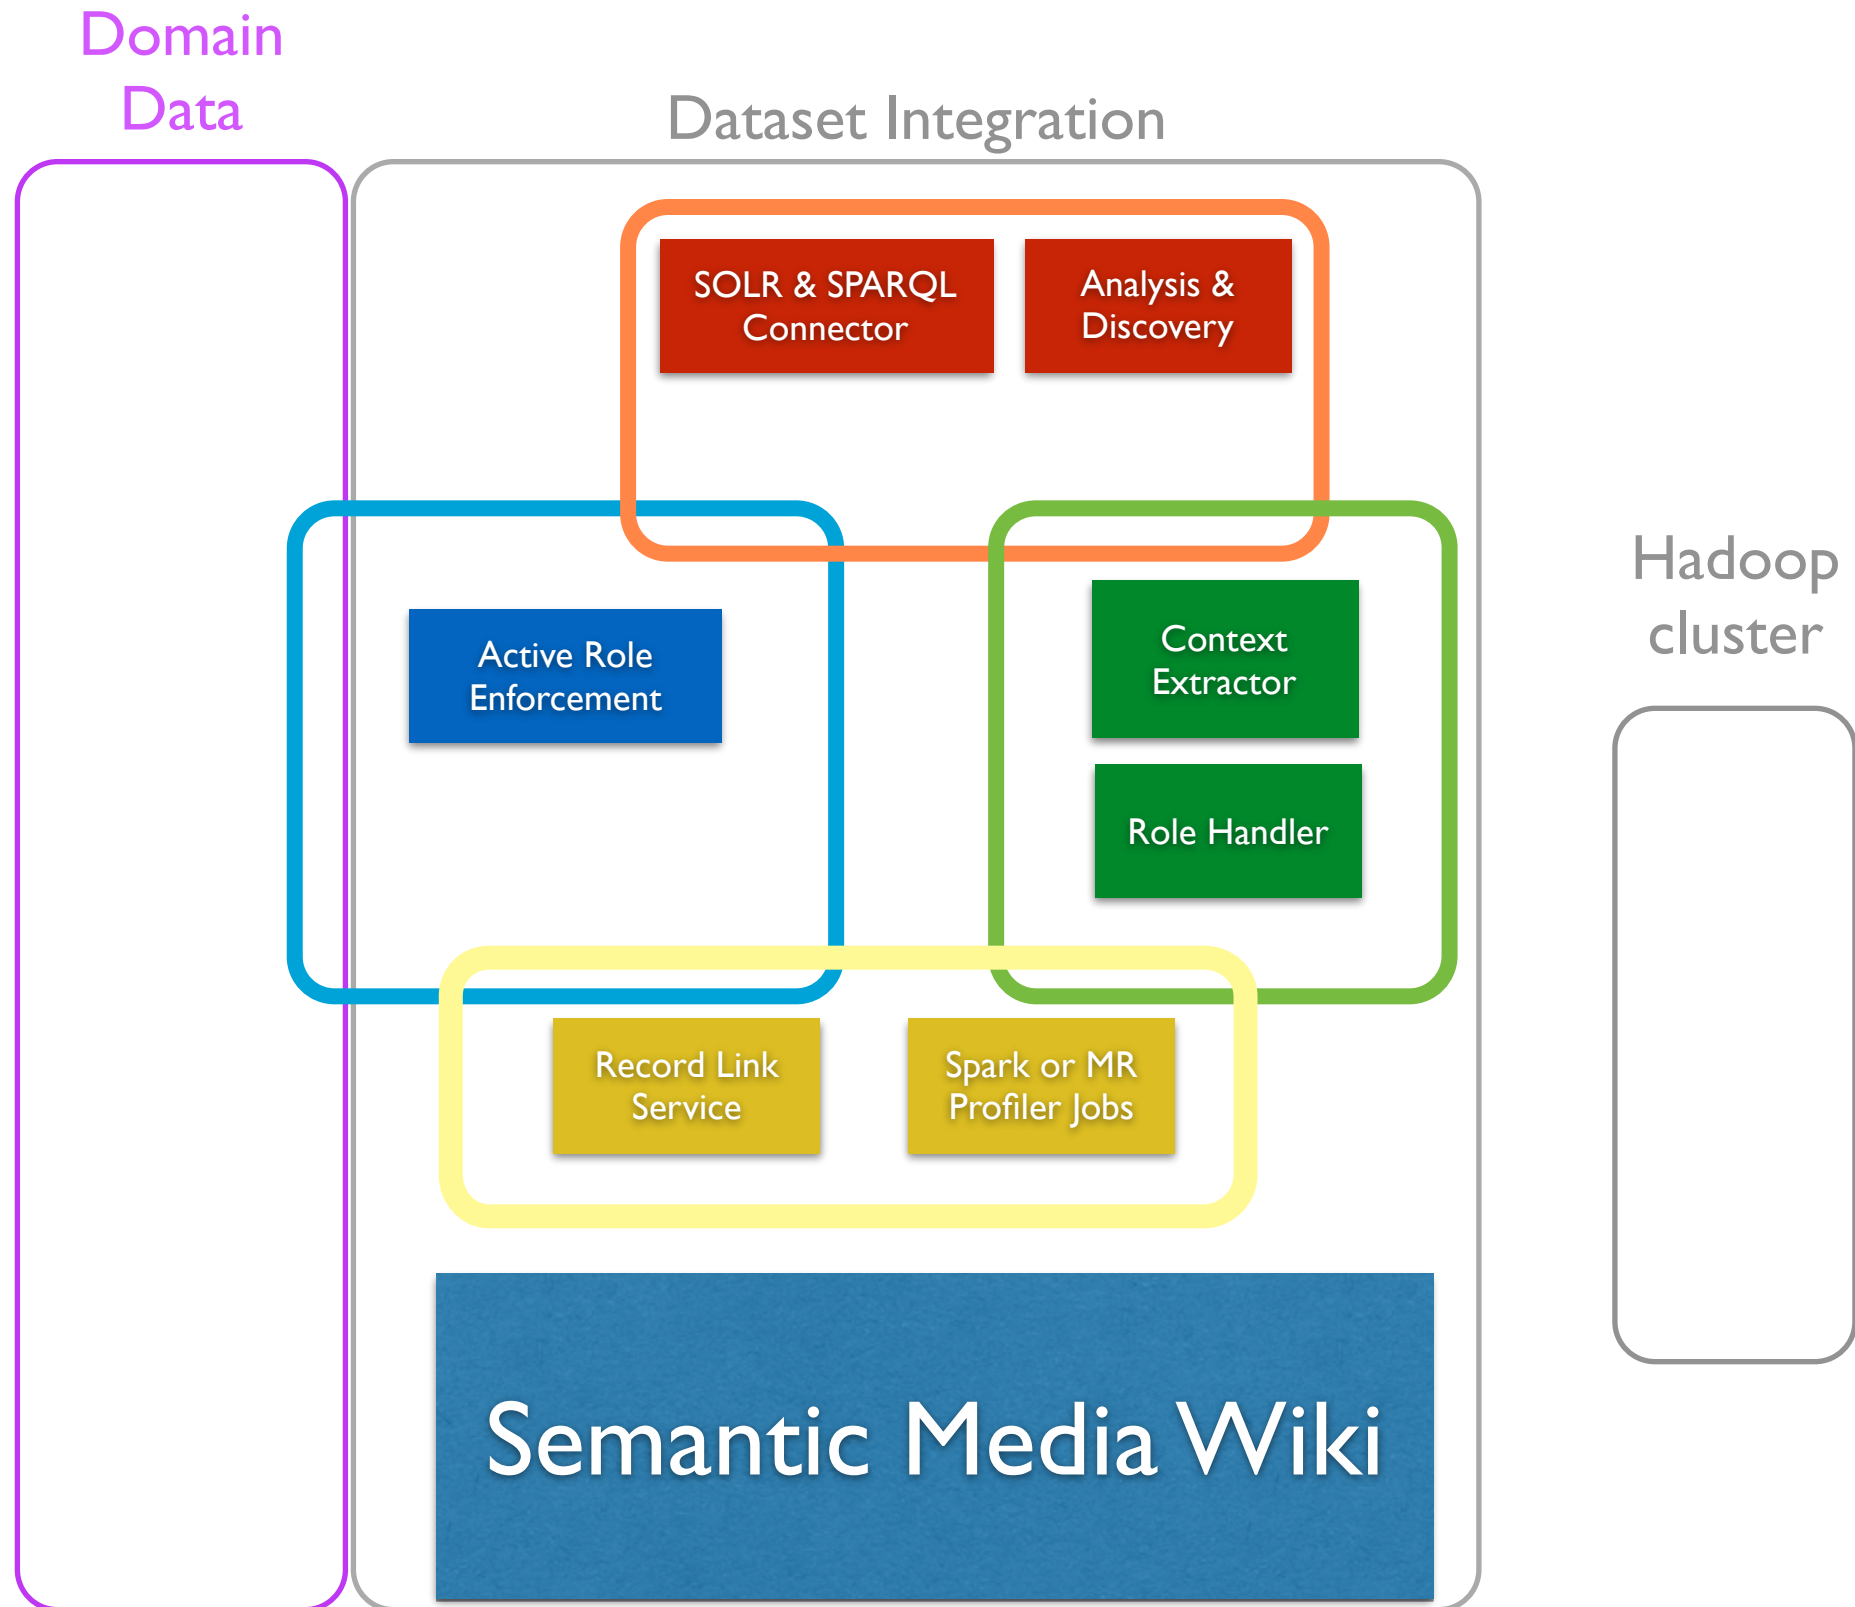 Domain
Data
Dataset Integration
SOLR & SPARQL
Connector
Analysis &
Discovery
Hadoop
cluster
Active Role
Enforcement
Context
Extractor
Role Handler
Record Link
Service
Spark or MR
Profiler Jobs
Semantic Media Wiki